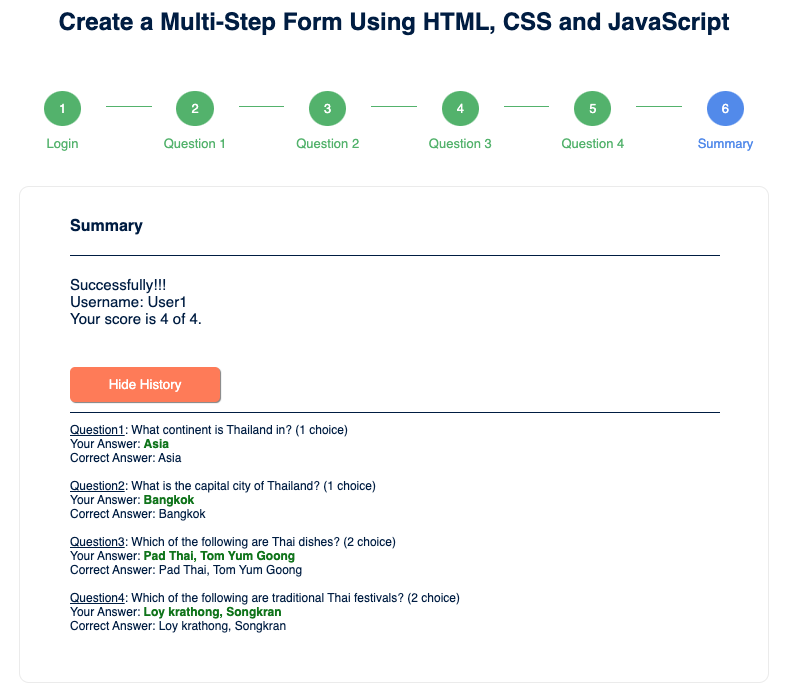 Create a Multi-Step Form Using HTML, CSS and JavaScript
1 2 3 4 5 6
Login Question 1 Question 2 Question 3 Question 4 Summary
Summary
Successfully!!!
Username: User1
Your score is 4 of 4.
Hide History
Question1: What continent is Thailand in? (1 choice)
Your Answer: Asia
Correct Answer: Asia
Question2: What is the capital city of Thailand? (1 choice)
Your Answer: Bangkok
Correct Answer: Bangkok
Question3: Which of the following are Thai dishes? (2 choice)
Your Answer: Pad Thai, Tom Yum Goong
Correct Answer: Pad Thai, Tom Yum Goong
Question4: Which of the following are traditional Thai festivals? (2 choice)
Your Answer: Loy krathong, Songkran
Correct Answer: Loy krathong, Songkran